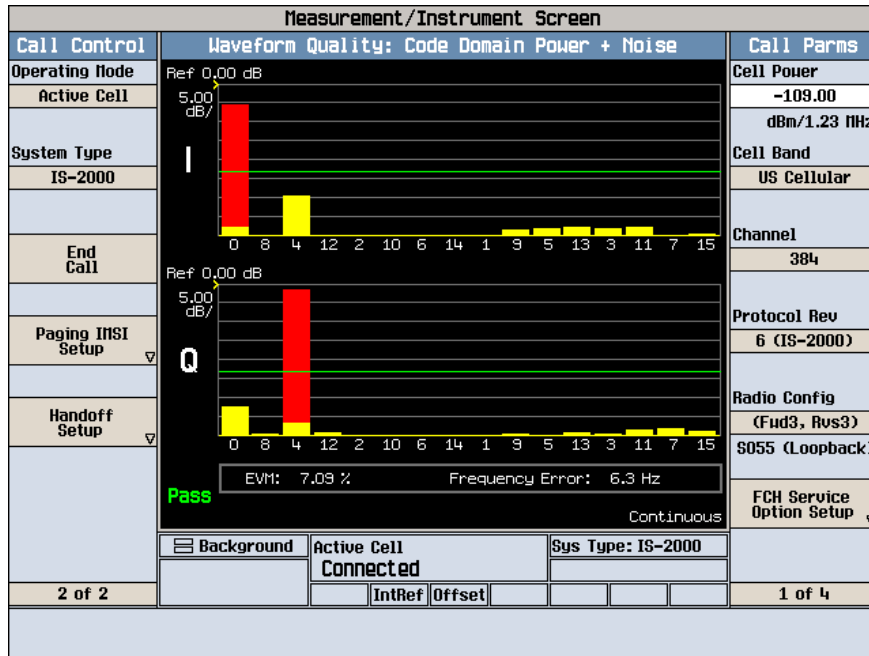 Measurement/Instrument Screen
Call Control
Operating Mode
Active Cell
System Type
IS-2000
End
Call
Paging IMSI
Setup
Handoff
Setup
2 of 2
Waveform Quality: Code Domain Power + Noise
Ref 0.00 dB
5.00
dB/
I
0 8 4 12 2 10 6 14 1 9 5 13 3 11 7 15
Ref 0.00 dB
5.00
dB/
Q
0 8 4 12 2 10 6 14 1 9 5 13 3 11 7 15
EVM: 7.09 % Frequency Error: 6.3 Hz
Pass
Continuous
Background
Active Cell
Connected
Sys Type: IS-2000
IntRef Offset
Call Parms
Cell Power
-109.00
dBm/1.23 MHz
Cell Band
US Cellular
Channel
384
Protocol Rev
6 (IS-2000)
Radio Config
(Fwd3, Rvs3)
SO55 (Loopback)
FCH Service
Option Setup
1 of 4